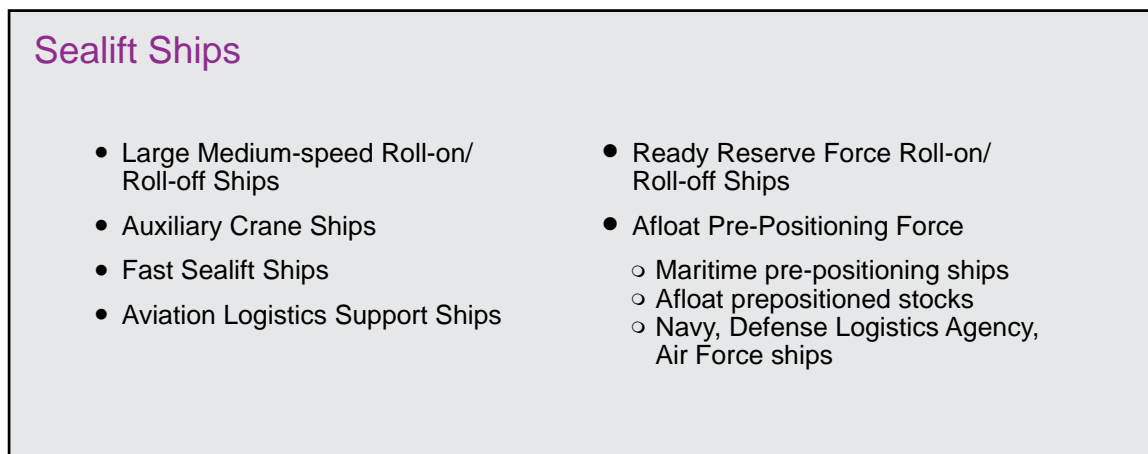 Sealift Ships
• Large Medium-speed Roll-on/
Roll-off Ships
• Auxiliary Crane Ships
• Fast Sealift Ships
• Aviation Logistics Support Ships
• Ready Reserve Force Roll-on/
Roll-off Ships
• Afloat Pre-Positioning Force
○ Maritime pre-positioning ships
○ Afloat prepositioned stocks
○ Navy, Defense Logistics Agency,
Air Force ships